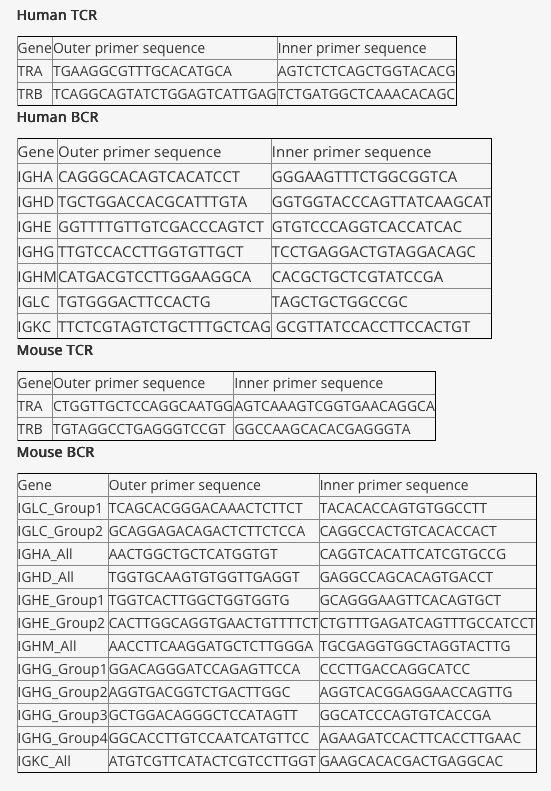 Human TCR
Gene Outer primer sequence Inner primer sequence
TRA TGAAGGCGTTTGCACATGCA AGTCTCTCAGCTGGTACACG
TRB TCAGGCAGTATCTGGAGTCATTGAG TCTGATGGCTCAAACACAGC
Human BCR
Gene Outer primer sequence Inner primer sequence
IGHA CAGGGCACAGTCACATCCT GGGAAGTTTCTGGCGGTCA
IGHD TGCTGGACCACGCATTTGTA GGTGGTACCCAGTTATCAAGCAT
IGHE GGTTTTGTTGTCGACCCAGTCT GTGTCCCAGGTCACCATCAC
IGHG TTGTCCACCTTGGTGTTGCT TCCTGAGGACTGTAGGACAGC
IGHM CATGACGTCCTTGGAAGGCA CACGCTGCTCGTATCCGA
IGLC TGTGGGACTTCCACTG TAGCTGCTGGCCGC
IGKC TTCTCGTAGTCTGCTTTGCTCAG GCGTTATCCACCTTCCACTGT
Mouse TCR
Gene Outer primer sequence Inner primer sequence
TRA CTGGTTGCTCCAGGCAATGG AGTCAAAGTCGGTGAACAGGCA
TRB TGTAGGCCTGAGGGTCCGT GGCCAAGCACACGAGGGTA
Mouse BCR
Gene Outer primer sequence Inner primer sequence
IGLC_Group1 TCAGCACGGGACAAACTCTTCT TACACACCAGTGTGGCCTT
IGLC_Group2 GCAGGAGACAGACTCTTCTCCA CAGGCCACTGTCACACCACT
IGHA_All AACTGGCTGCTCATGGTGT CAGGTCACATTCATCGTGCCG
IGHD_All TGGTGCAAGTGTGGTTGAGGT GAGGCCAGCACAGTGACCT
IGHE_Group1 TGGTCACTTGGCTGGTGGTG GCAGGGAAGTTCACAGTGCT
IGHE_Group2 CACTTGGCAGGTGAACTGTTTTCT CTGTTTGAGATCAGTTTGCCATCCT
IGHM_All AACCTTCAAGGATGCTCTTGGGA TGCGAGGTGGCTAGGTACTTG
IGHG_Group1 GGACAGGGATCCAGAGTTCCA CCCTTGACCAGGCATCC
IGHG_Group2 AGGTGACGGTCTGACTTGGC AGGTCACGGAGGAACCAGTTG
IGHG_Group3 GCTGGACAGGGCTCCATAGTT GGCATCCCAGTGTCACCGA
IGHG_Group4 GGCACCTTGTCCAATCATGTTCC AGAAGATCCACTTCACCTTGAAC
IGKC_All ATGTCGTTCATACTCGTCCTTGGT GAAGCACACGACTGAGGCAC